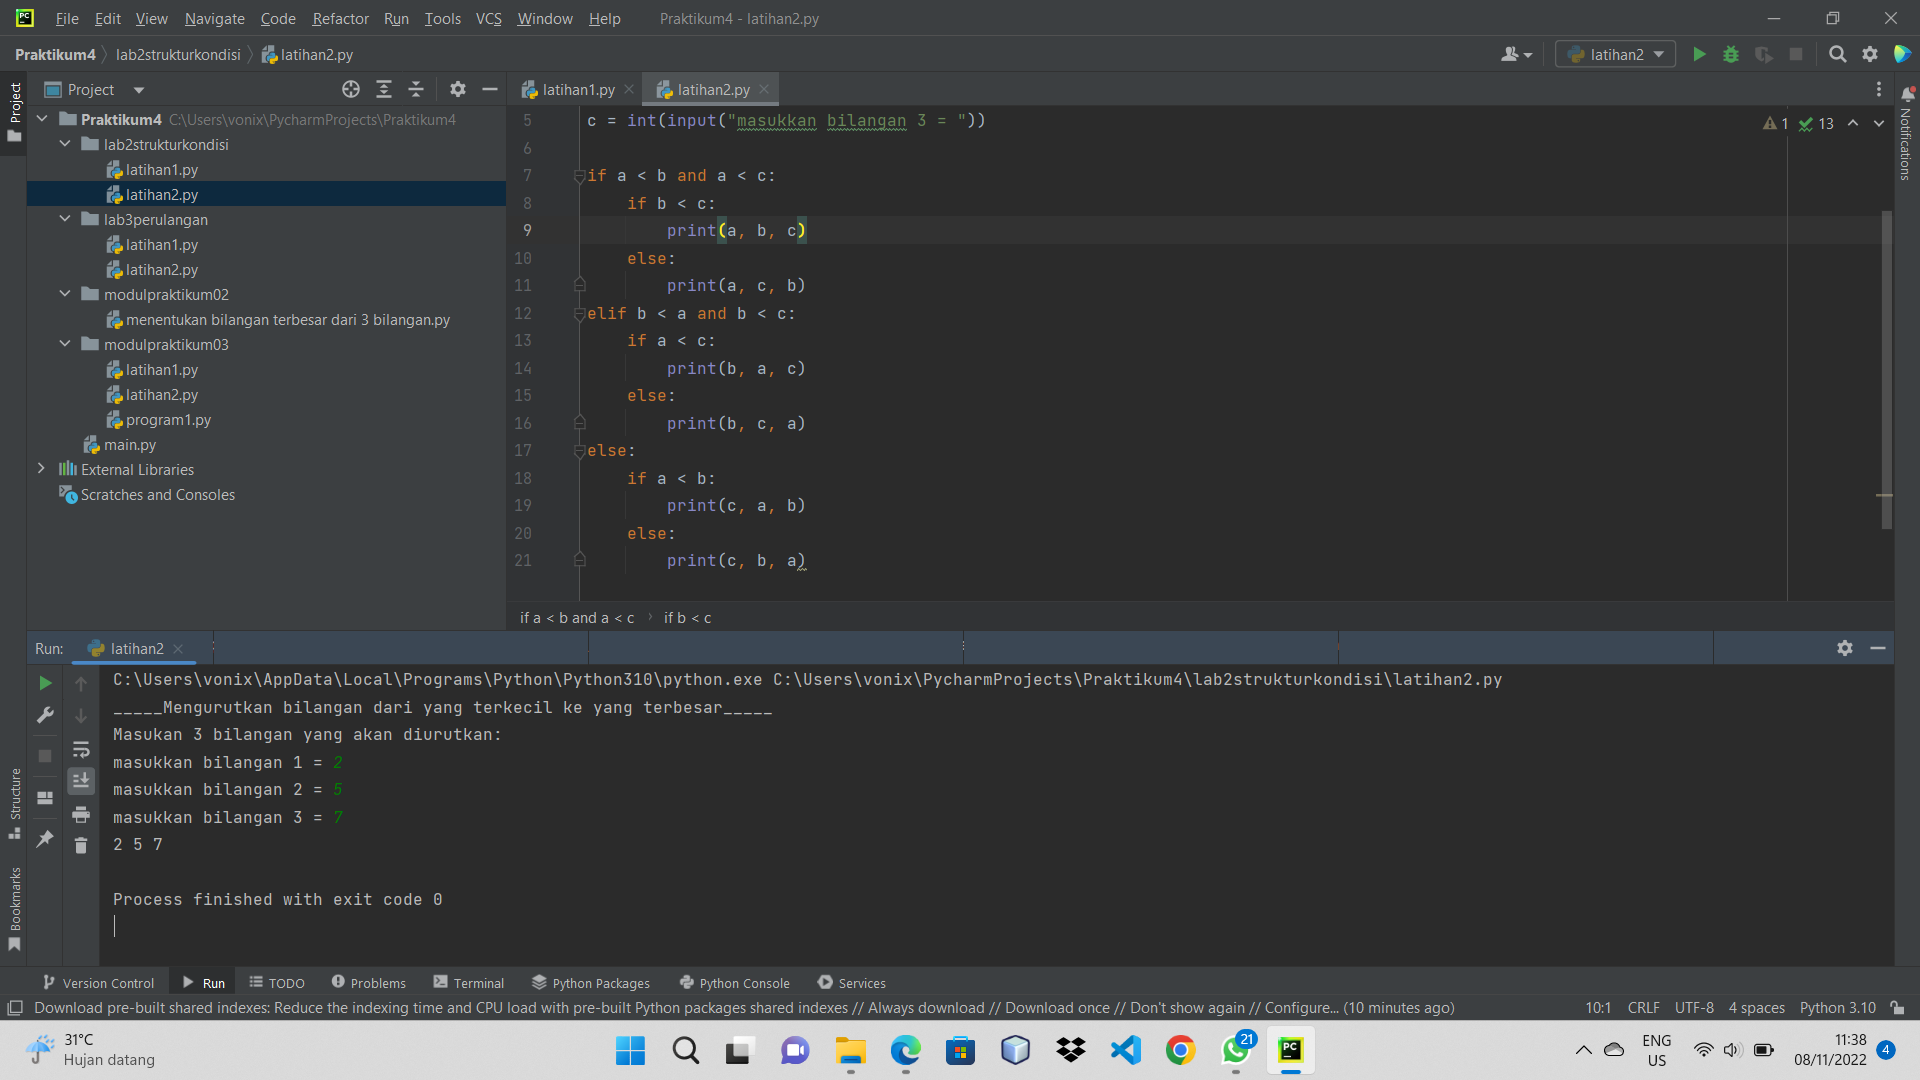 File Edit View Navigate Code Refactor Run Tools VCS Window Help Praktikum4 - latihan2.py
Praktikum4 lab2strukturkondisi latihan2.py latihan2
Project
Project
Praktikum4 C:\Users\vonix\PycharmProjects\Praktikum4
lab2strukturkondisi
latihan1.py
latihan2.py
lab3perulangan
latihan1.py
latihan2.py
modulpraktikum02
menentukan bilangan terbesar dari 3 bilangan.py
modulpraktikum03
latihan1.py
latihan2.py
program1.py
main.py
External Libraries
Scratches and Consoles
latihan1.py latihan2.py
1 13
Notifications
5 c = int(input("masukkan bilangan 3 = "))
6
7 if a < b and a < c:
8 if b < c:
9 print(a, b, c)
10 else:
11 print(a, c, b)
12 elif b < a and b < c:
13 if a < c:
14 print(b, a, c)
15 else:
16 print(b, c, a)
17 else:
18 if a < b:
19 print(c, a, b)
20 else:
21 print(c, b, a)
if a < b and a < c if b < c
Run: latihan2
C:\Users\vonix\AppData\Local\Programs\Python\Python310\python.exe C:\Users\vonix\PycharmProjects\Praktikum4\lab2strukturkondisi\latihan2.py
_____Mengurutkan bilangan dari yang terkecil ke yang terbesar_____
Masukan 3 bilangan yang akan diurutkan:
masukkan bilangan 1 = 2
masukkan bilangan 2 = 5
masukkan bilangan 3 = 7
2 5 7
Process finished with exit code 0
Structure
Bookmarks
Version Control Run TODO Problems Terminal Python Packages Python Console Services
Download pre-built shared indexes: Reduce the indexing time and CPU load with pre-built Python packages shared indexes // Always download // Download once // Don't show again // Configure... (10 minutes ago) 10:1 CRLF UTF-8 4 spaces Python 3.10
31°C
Hujan datang
21
ENG
US
11:38
08/11/2022
4